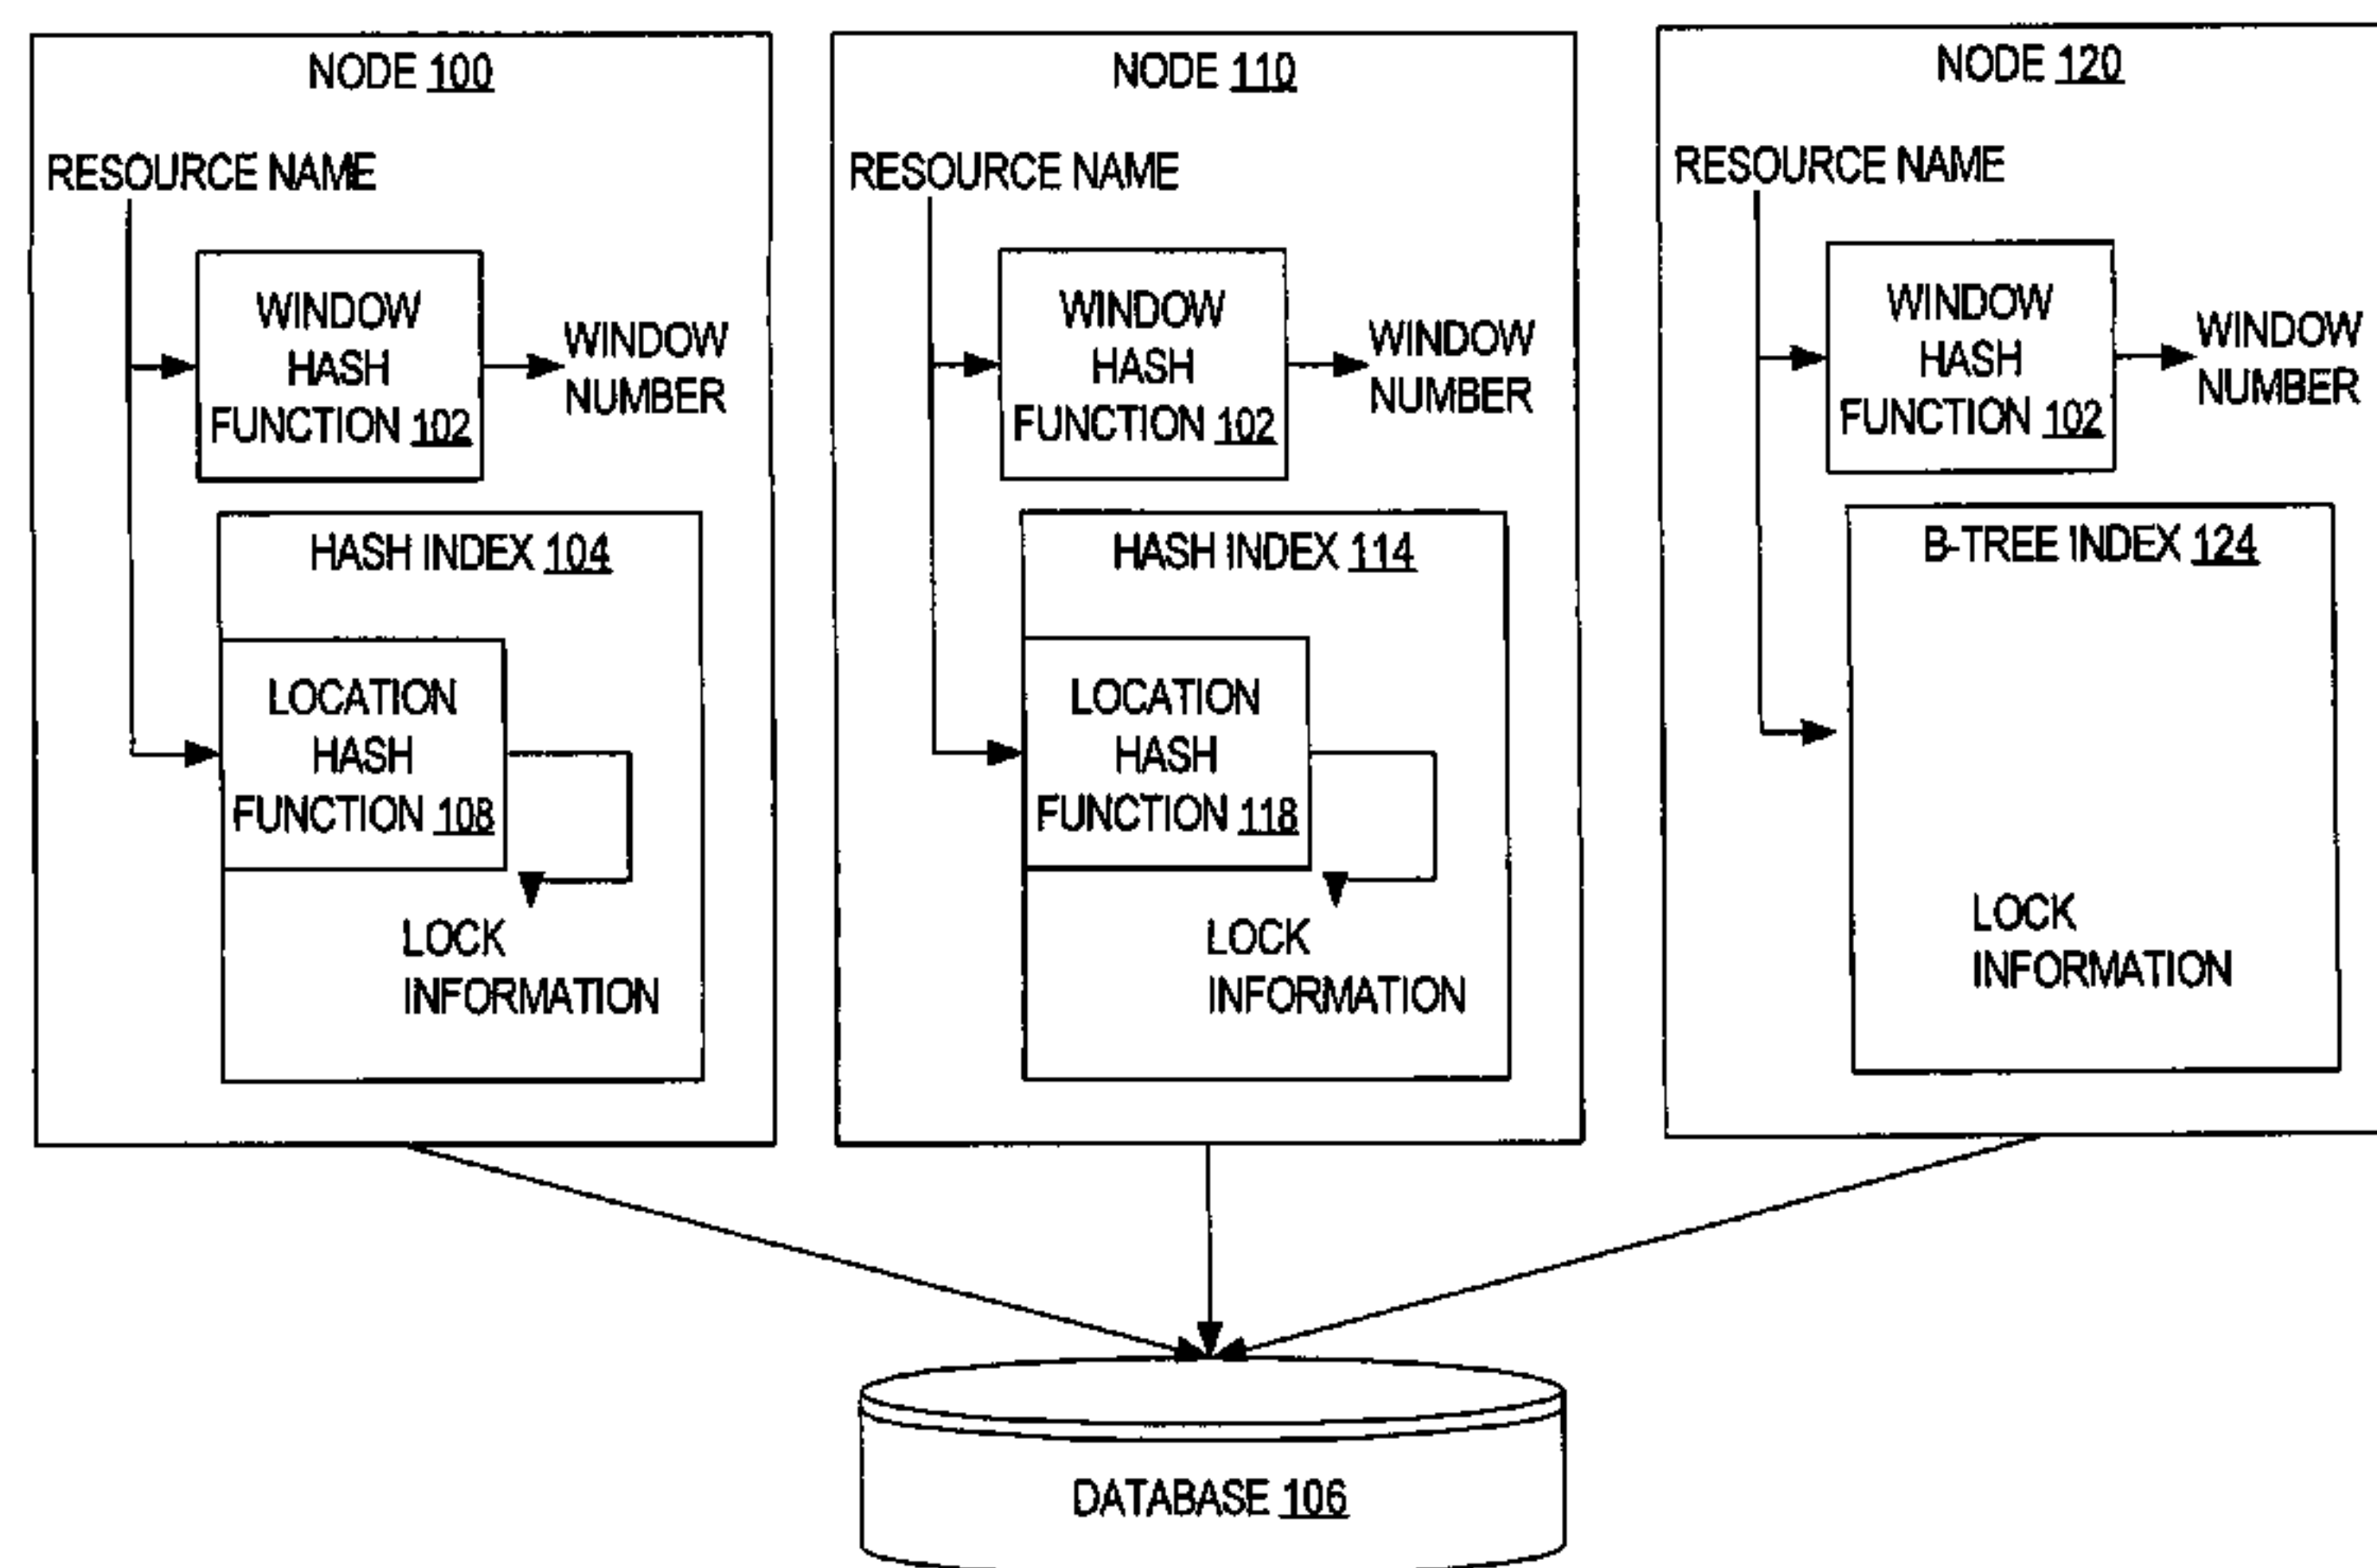 NODE 100
RESOURCE NAME
WINDOW
HASH
FUNCTION 102
WINDOW
NUMBER
HASH INDEX 104
LOCATION
HASH
FUNCTION 108
LOCK
INFORMATION
NODE 110
RESOURCE NAME
WINDOW
HASH
FUNCTION 102
WINDOW
NUMBER
HASH INDEX 114
LOCATION
HASH
FUNCTION 118
LOCK
INFORMATION
NODE 120
RESOURCE NAME
WINDOW
HASH
FUNCTION 102
WINDOW
NUMBER
B-TREE INDEX 124
LOCK
INFORMATION
DATABASE 106